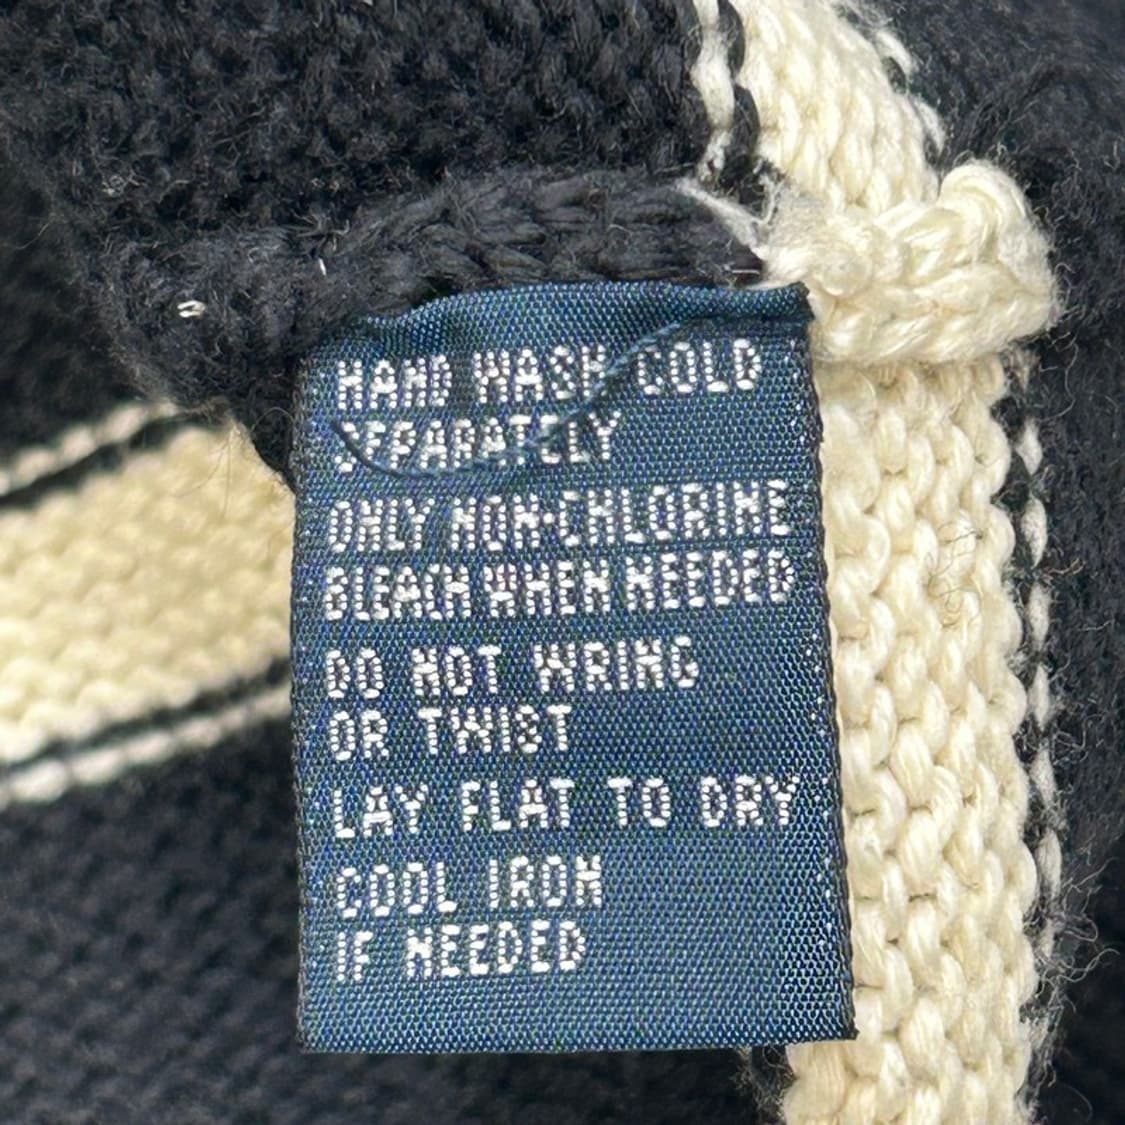 HAND WASH COLD
SEPARATELY
ONLY NON-CHLORINE
BLEACH WHEN NEEDED
DO NOT WRING
OR TWIST
LAY FLAT TO DRY
COOL IRON
IF NEEDED